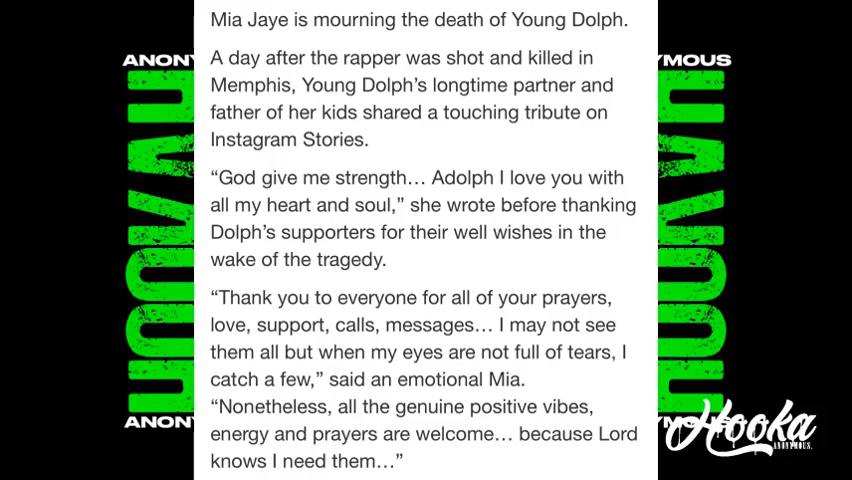 Mia Jaye is mourning the death of Young Dolph.
A day after the rapper was shot and killed in
Memphis, Young Dolph's longtime partner and
father of her kids shared a touching tribute on
Instagram Stories.
“God give me strength… Adolph I love you with
all my heart and soul,” she wrote before thanking
Dolph's supporters for their well wishes in the
wake of the tragedy.
“Thank you to everyone for all of your prayers,
love, support, calls, messages… I may not see
them all but when my eyes are not full of tears, I
catch a few,” said an emotional Mia.
“Nonetheless, all the genuine positive vibes,
energy and prayers are welcome… because Lord
knows I need them…”
Hooka
ANONYMOUS.